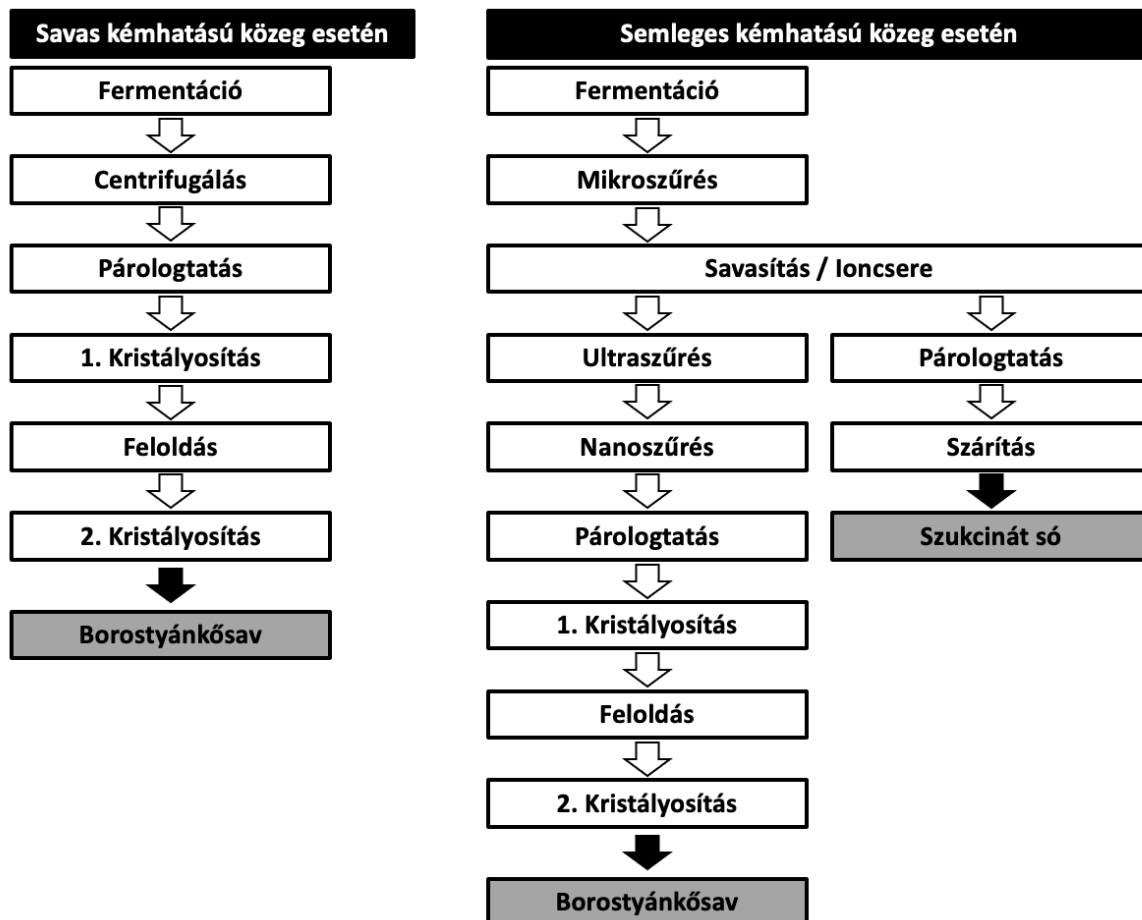 Savas kémhatású közeg esetén
Fermentáció
Centrifugálás
Párologtatás
1. Kristályosítás
Feloldás
2. Kristályosítás
Borostyánkősav
Semleges kémhatású közeg esetén
Fermentáció
Mikroszűrés
Savasítás / Ioncsere
Ultraszűrés
Nanoszűrés
Párologtatás
1. Kristályosítás
Feloldás
2. Kristályosítás
Borostyánkősav
Párologtatás
Szárítás
Szukcinát só